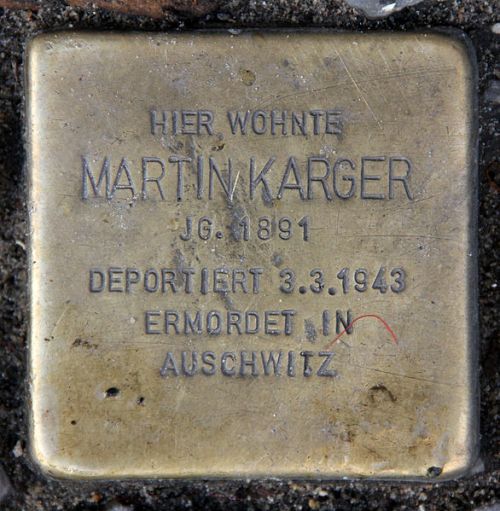 HIER WOHNTE
MARTIN KARGER
JG. 1891
DEPORTIERT 3.3.1943
ERMORDET IN
AUSCHWITZ